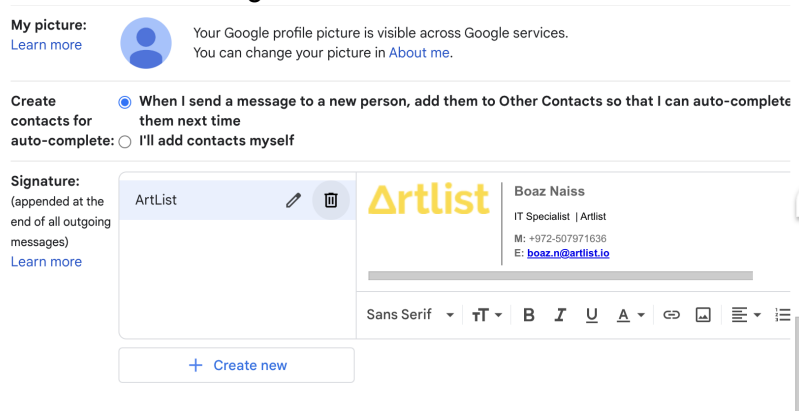 My picture:
Learn more
Your Google profile picture is visible across Google services.
You can change your picture in About me.
Create
contacts for
auto-complete:
When I send a message to a new person, add them to Other Contacts so that I can auto-complete
them next time
I'll add contacts myself
Signature:
(appended at the
end of all outgoing
messages)
Learn more
ArtList
Artlist
Boaz Naiss
IT Specialist | Artlist
M: +972-507971636
E: boaz.n@artlist.io
Sans Serif
B I U A
+ Create new